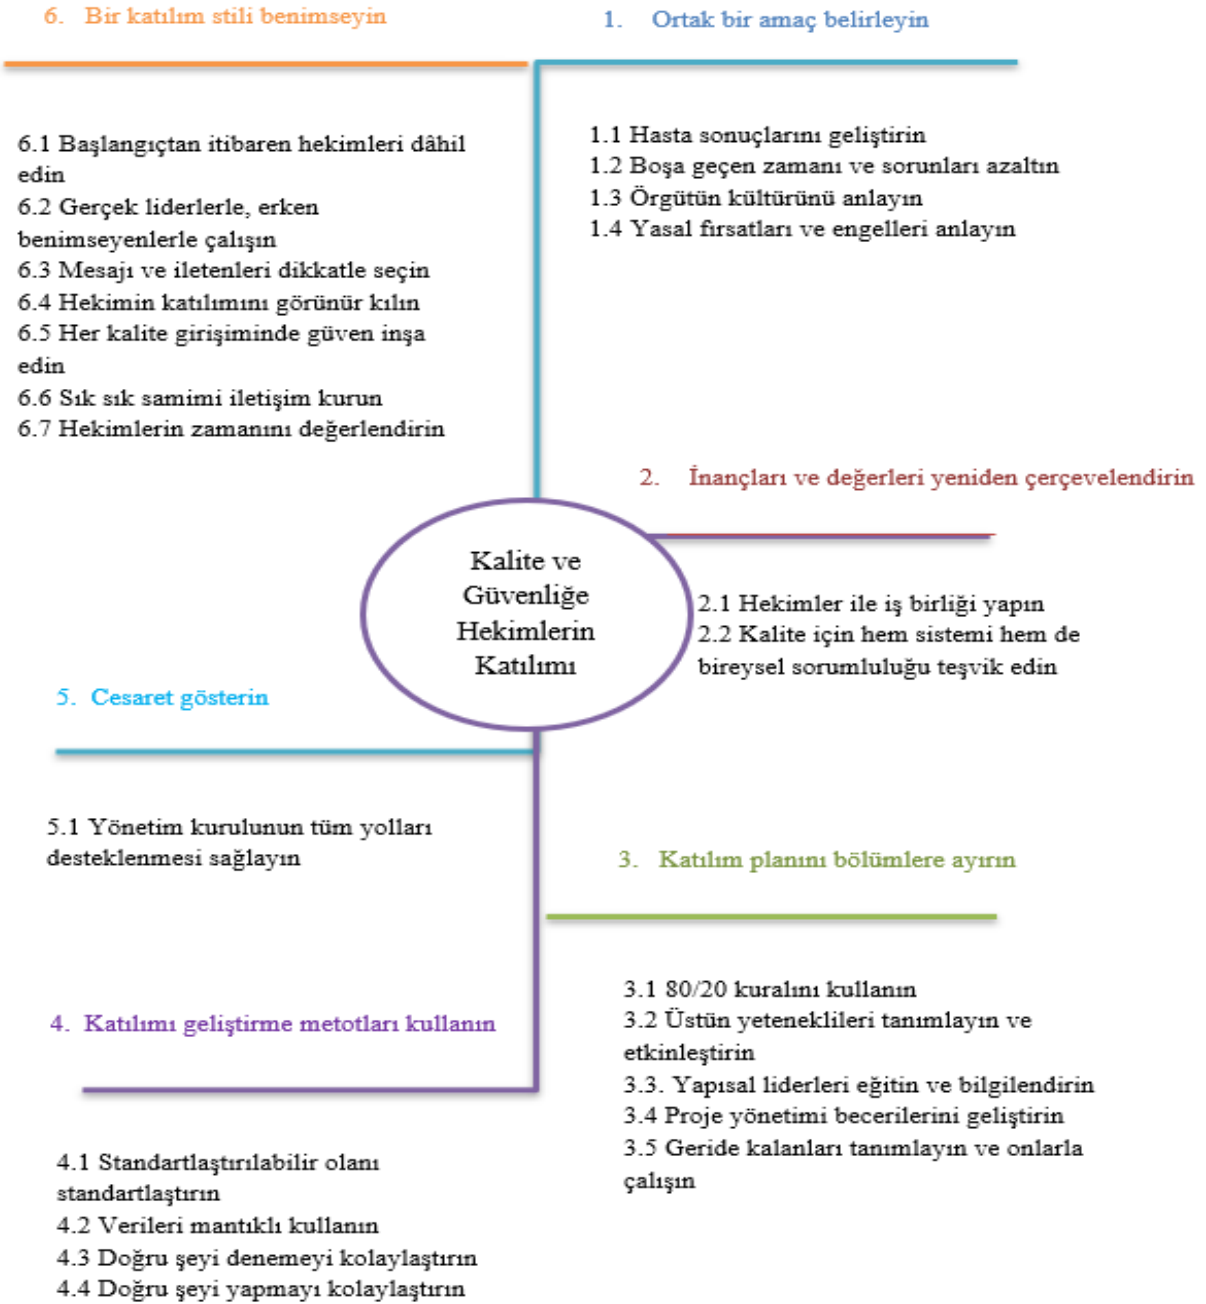 6. Bir katılım stili benimseyin
6.1 Başlangıçtan itibaren hekimleri dâhil
edin
6.2 Gerçek liderlerle, erken
benimseyenlerle çalışın
6.3 Mesajı ve iletenleri dikkatle seçin
6.4 Hekimin katılımını görünür kılın
6.5 Her kalite girişiminde güven inşa
edin
6.6 Sık sık samimi iletişim kurun
6.7 Hekimlerin zamanını değerlendirin
1. Ortak bir amaç belirleyin
1.1 Hasta sonuçlarını geliştirin
1.2 Boşa geçen zamanı ve sorunları azaltın
1.3 Örgütün kültürünü anlayın
1.4 Yasal fırsatları ve engelleri anlayın
2. İnançları ve değerleri yeniden çerçevelendirin
2.1 Hekimler ile iş birliği yapın
2.2 Kalite için hem sistemi hem de
bireysel sorumluluğu teşvik edin
Kalite ve
Güvenliğe
Hekimlerin
Katılımı
5. Cesaret gösterin
5.1 Yönetim kurulunun tüm yolları
desteklenmesi sağlayın
3. Katılım planını bölümlere ayırın
3.1 80/20 kuralını kullanın
3.2 Üstün yeteneklileri tanımlayın ve
etkinleştirin
3.3. Yapısal liderleri eğitin ve bilgilendirin
3.4 Proje yönetimi becerilerini geliştirin
3.5 Geride kalanları tanımlayın ve onlarla
çalışın
4. Katılımı geliştirme metotları kullanın
4.1 Standartlaştırılabilir olanı
standartlaştırın
4.2 Verileri mantıklı kullanın
4.3 Doğru şeyi denemeyi kolaylaştırın
4.4 Doğru şeyi yapmayı kolaylaştırın